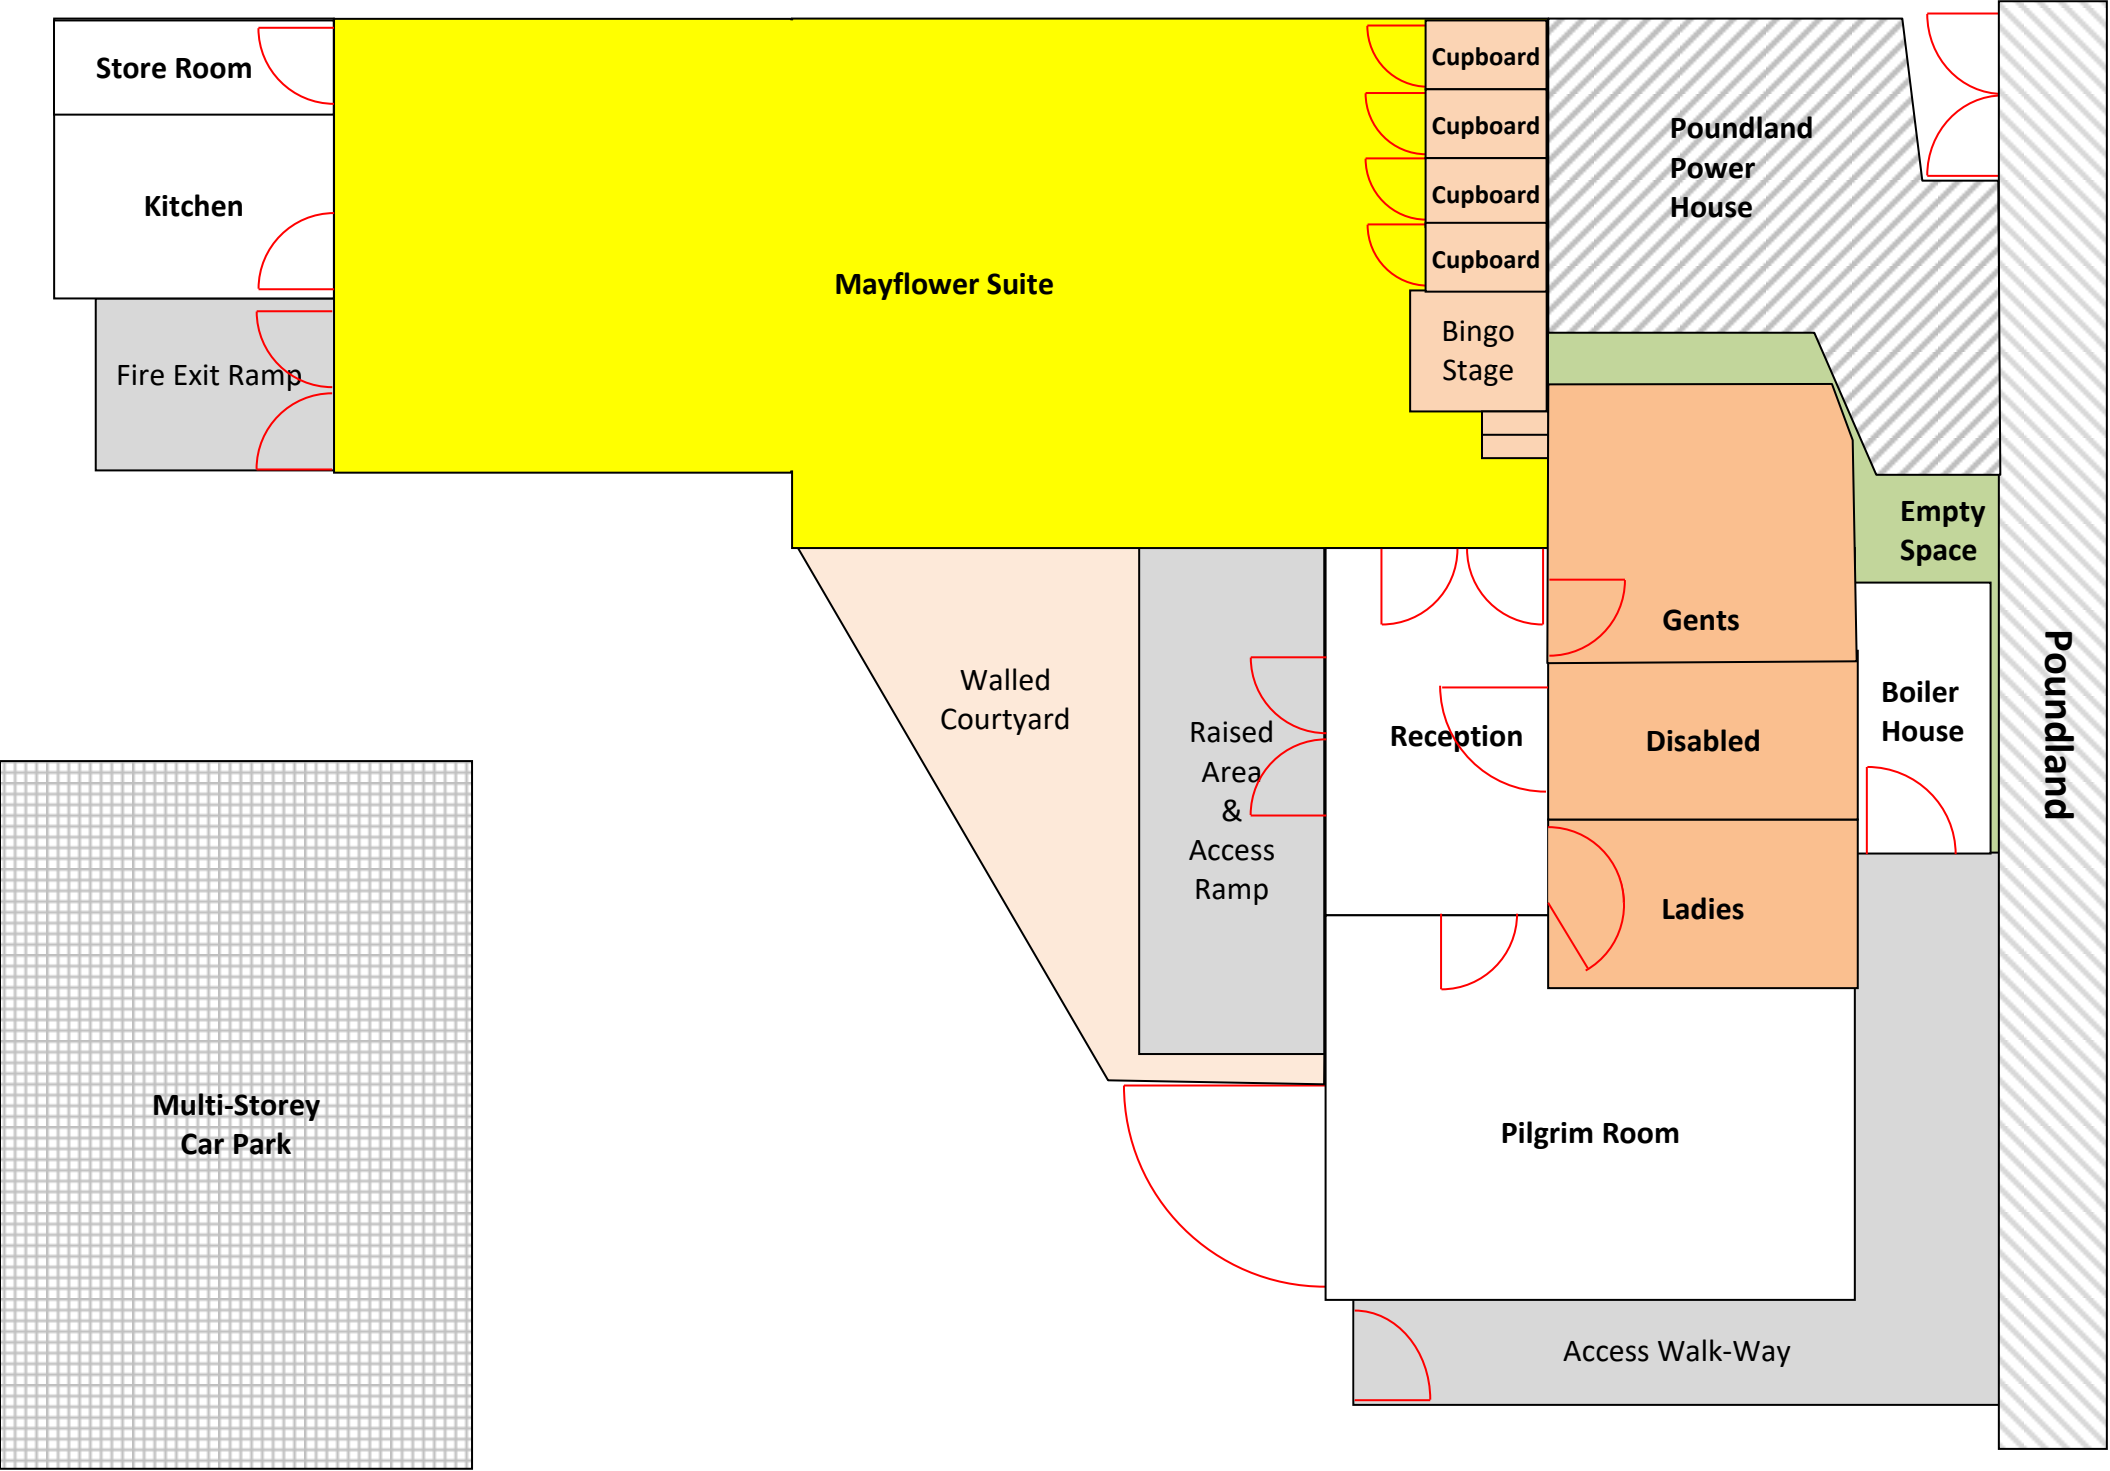 Store Room
Kitchen
Fire Exit Ramp
Mayflower Suite
Cupboard
Cupboard
Cupboard
Cupboard
Bingo
Stage
Poundland
Power
House
Empty
Space
Gents
Disabled
Ladies
Boiler
House
Poundland
Reception
Walled
Courtyard
Raised
Area
&
Access
Ramp
Multi-Storey
Car Park
Pilgrim Room
Access Walk-Way